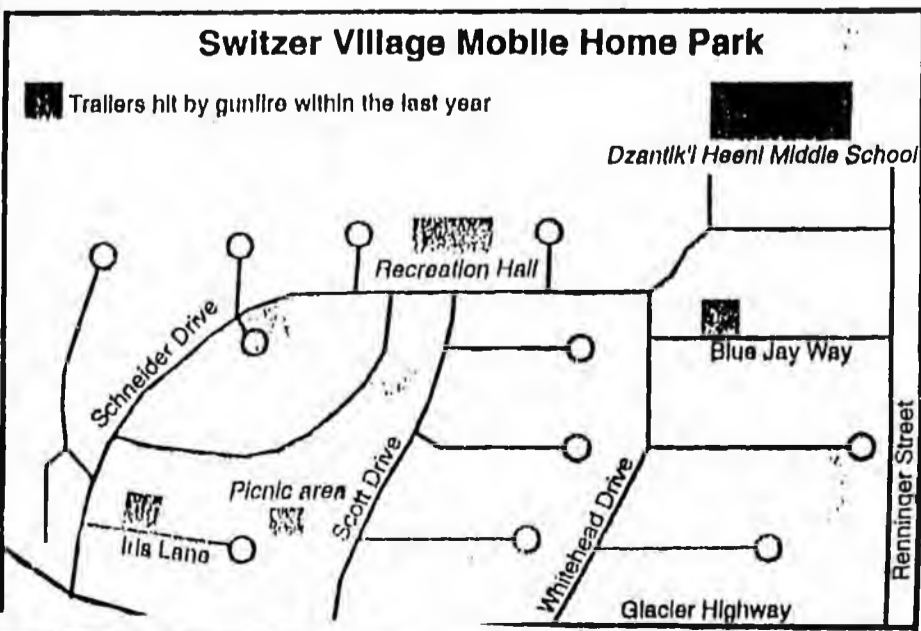 Switzer Village Mobile Home Park
Trailers hit by gunfire within the last year
Dzantik'i Heeni Middle School
Recreation Hall
Schneider Drive
Blue Jay Way
Picnic area
Scott Drive
Whitehead Drive
Renninger Street
Iris Lane
Glacier Highway